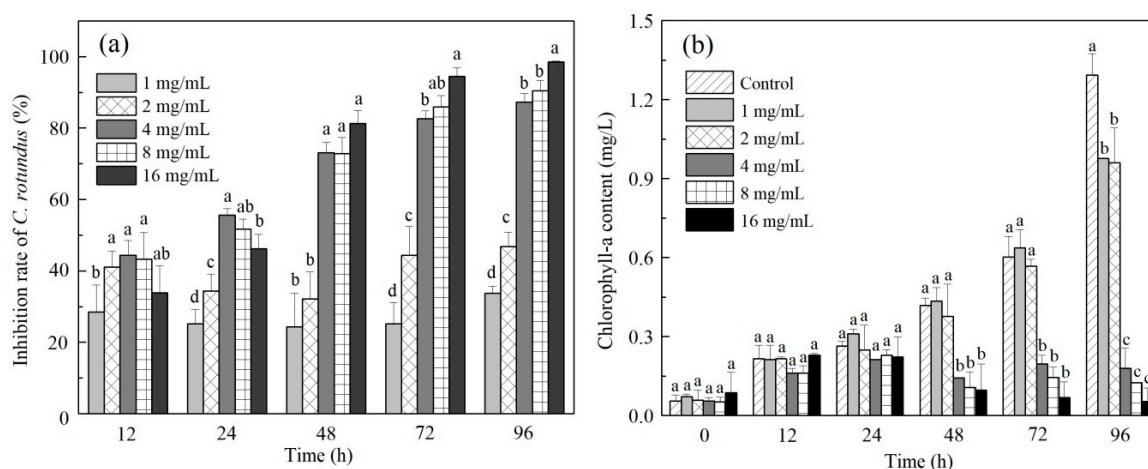 (a)
Inhibition rate of C. rotundus (%)
100
80
60
40
20
0
1 mg/mL
2 mg/mL
4 mg/mL
8 mg/mL
16 mg/mL
b a a a ab
d c a ab b
b b a a a
d c b ab a
d c b b a
12 24 48 72 96
Time (h)
(b)
Chlorophyll-a content (mg/L)
1.5
1.2
0.9
0.6
0.3
0.0
Control
1 mg/mL
2 mg/mL
4 mg/mL
8 mg/mL
16 mg/mL
a a a a a a
a a a a a a
a a a a a a
a a a b b b
a a a b b b
a b b c c
0 12 24 48 72 96
Time (h)